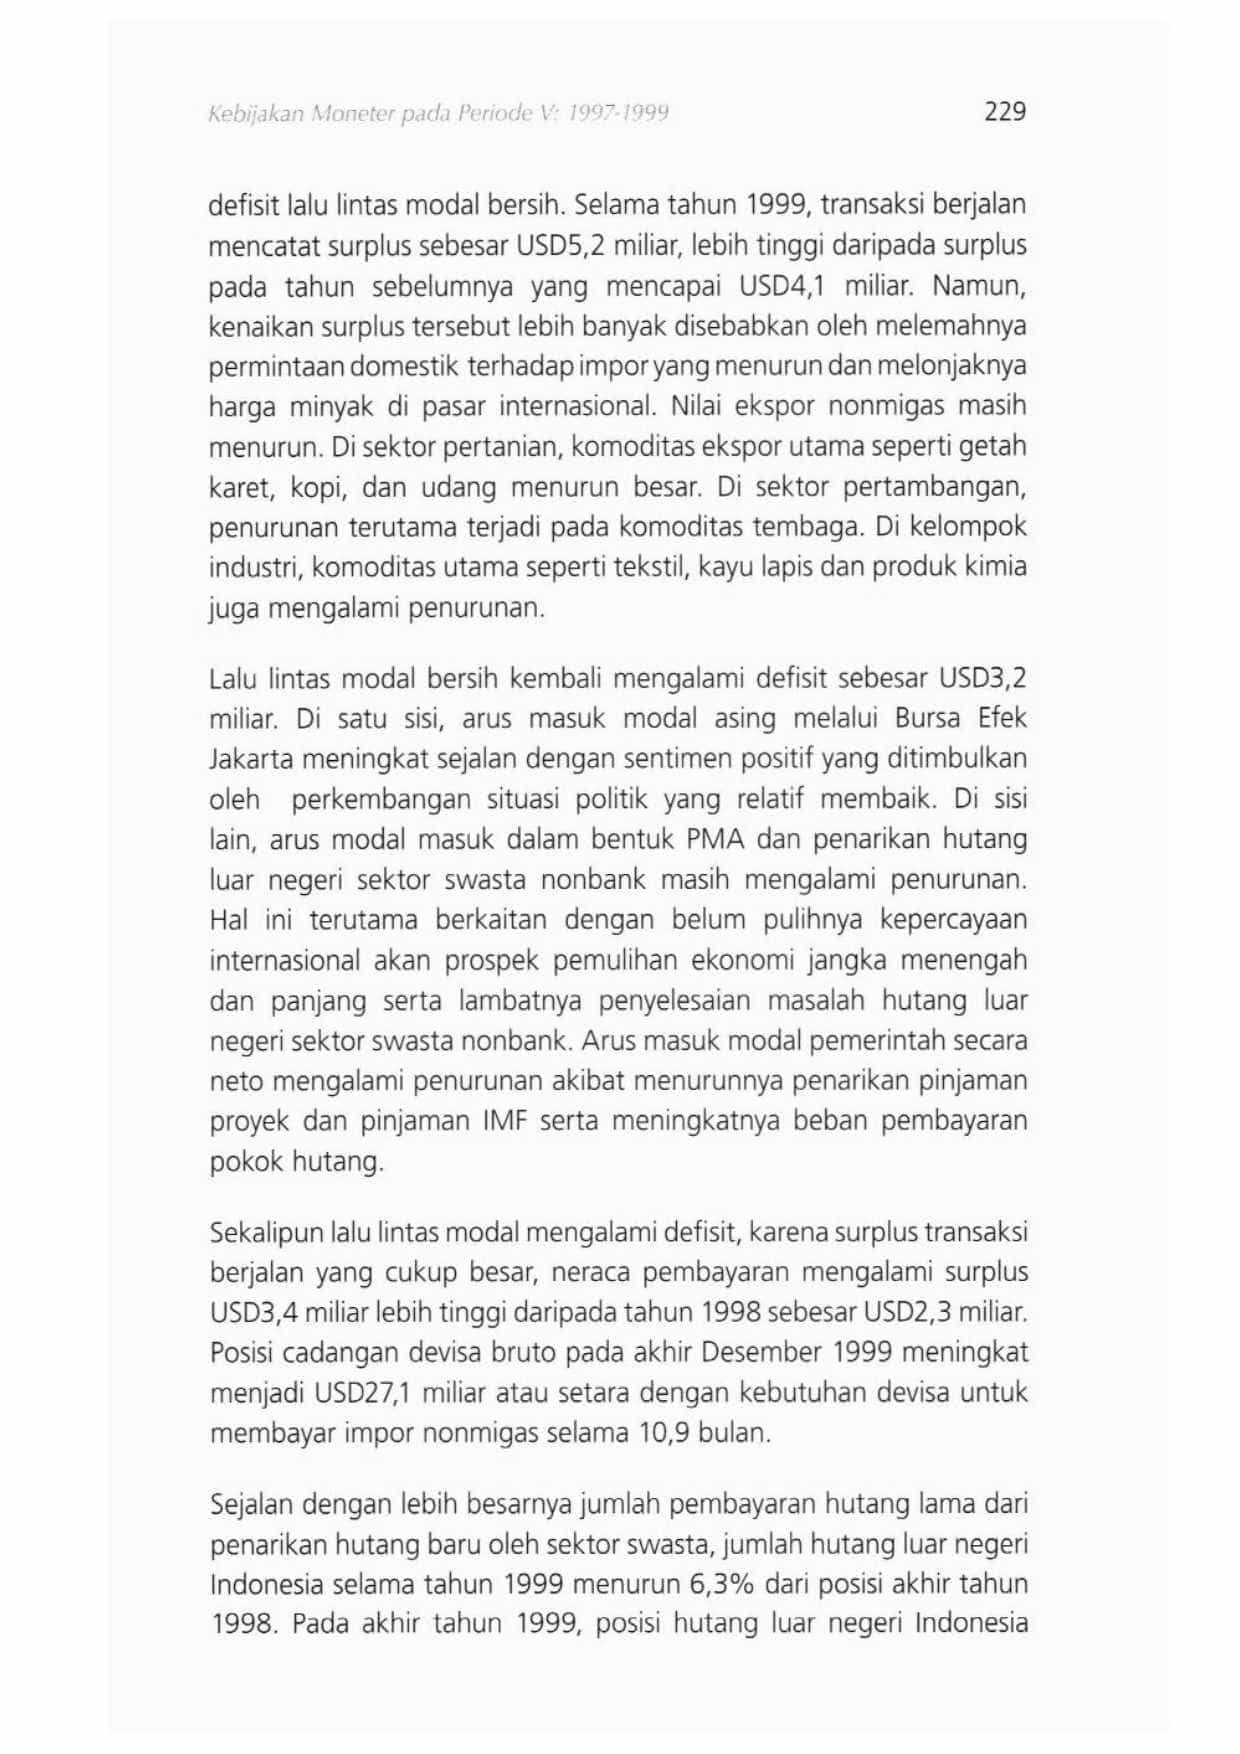 Kebijakan Moneter pada Periode V: 1997-1999 229
defisit lalu lintas modal bersih. Selama tahun 1999, transaksi berjalan
mencatat surplus sebesar USD5,2 miliar, lebih tinggi daripada surplus
pada tahun sebelumnya yang mencapai USD4,1 miliar. Namun,
kenaikan surplus tersebut lebih banyak disebabkan oleh melemahnya
permintaan domestik terhadap impor yang menurun dan melonjaknya
harga minyak di pasar internasional. Nilai ekspor nonmigas masih
menurun. Di sektor pertanian, komoditas ekspor utama seperti getah
karet, kopi, dan udang menurun besar. Di sektor pertambangan,
penurunan terutama terjadi pada komoditas tembaga. Di kelompok
industri, komoditas utama seperti tekstil, kayu lapis dan produk kimia
juga mengalami penurunan.
Lalu lintas modal bersih kembali mengalami defisit sebesar USD3,2
miliar. Di satu sisi, arus masuk modal asing melalui Bursa Efek
Jakarta meningkat sejalan dengan sentimen positif yang ditimbulkan
oleh perkembangan situasi politik yang relatif membaik. Di sisi
lain, arus modal masuk dalam bentuk PMA dan penarikan hutang
luar negeri sektor swasta nonbank masih mengalami penurunan.
Hal ini terutama berkaitan dengan belum pulihnya kepercayaan
internasional akan prospek pemulihan ekonomi jangka menengah
dan panjang serta lambatnya penyelesaian masalah hutang luar
negeri sektor swasta nonbank. Arus masuk modal pemerintah secara
neto mengalami penurunan akibat menurunnya penarikan pinjaman
proyek dan pinjaman IMF serta meningkatnya beban pembayaran
pokok hutang.
Sekalipun lalu lintas modal mengalami defisit, karena surplus transaksi
berjalan yang cukup besar, neraca pembayaran mengalami surplus
USD3,4 miliar lebih tinggi daripada tahun 1998 sebesar USD2,3 miliar.
Posisi cadangan devisa bruto pada akhir Desember 1999 meningkat
menjadi USD27,1 miliar atau setara dengan kebutuhan devisa untuk
membayar impor nonmigas selama 10,9 bulan.
Sejalan dengan lebih besarnya jumlah pembayaran hutang lama dari
penarikan hutang baru oleh sektor swasta, jumlah hutang luar negeri
Indonesia selama tahun 1999 menurun 6,3% dari posisi akhir tahun
1998. Pada akhir tahun 1999, posisi hutang luar negeri Indonesia